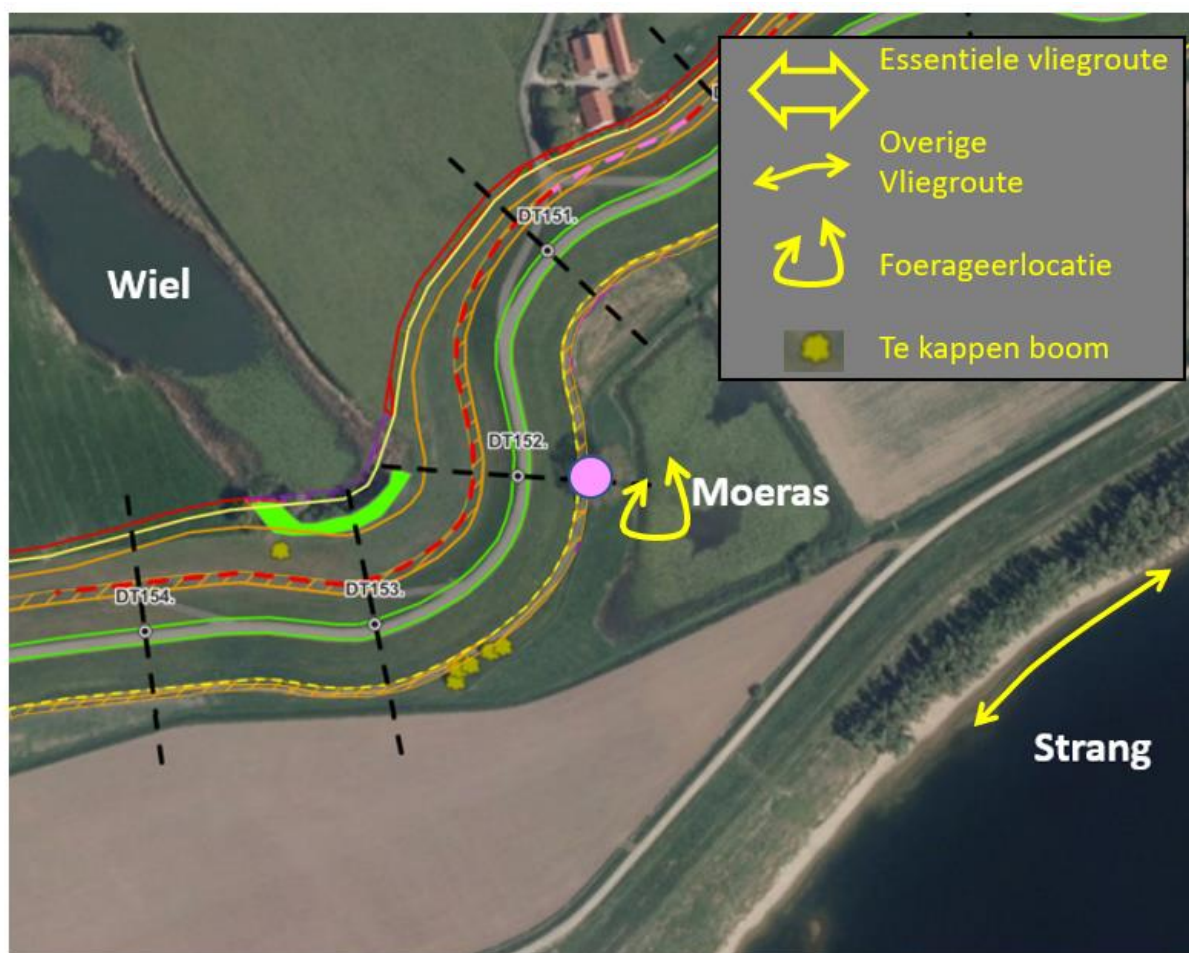 Essentiele vliegroute
Overige
Vliegroute
Foerageerlocatie
Te kappen boom
Wiel
DT151.
DT152.
Moeras
DT153.
DT154.
Strang